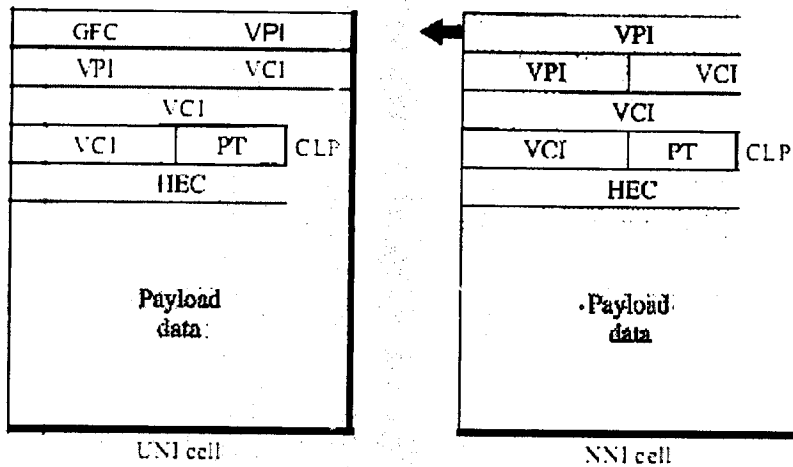 GFC VPI
VPI VCI
VCI
VCI PT CLP
HEC
Payload
data
UNI cell
VPI
VPI VCI
VCI
VCI PT CLP
HEC
Payload
data
NNI cell